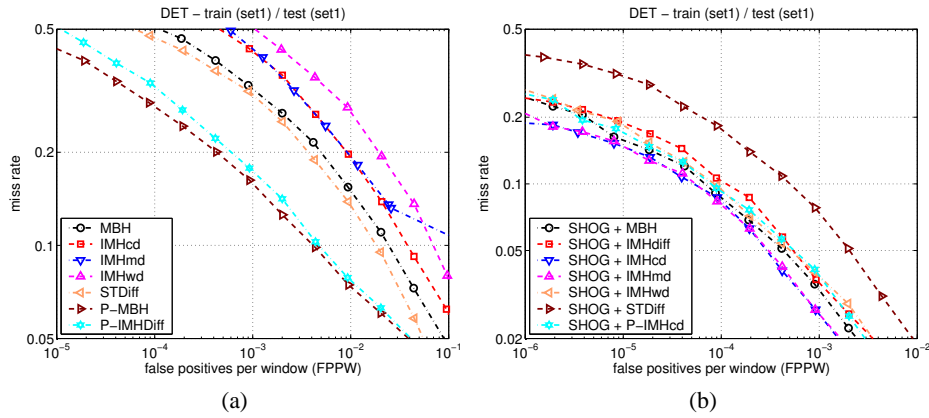 DET − train (set1) / test (set1)
0.5
0.2
0.1
0.05
miss rate
MBH
IMHcd
IMHmd
IMHwd
STDiff
P−MBH
P−IMHDiff
10−5 10−4 10−3 10−2 10−1
false positives per window (FPPW)
(a)
DET − train (set1) / test (set1)
0.5
0.2
0.1
0.05
0.02
miss rate
SHOG + MBH
SHOG + IMHdiff
SHOG + IMHcd
SHOG + IMHmd
SHOG + IMHwd
SHOG + STDiff
SHOG + P−IMHcd
10−6 10−5 10−4 10−3 10−2
false positives per window (FPPW)
(b)